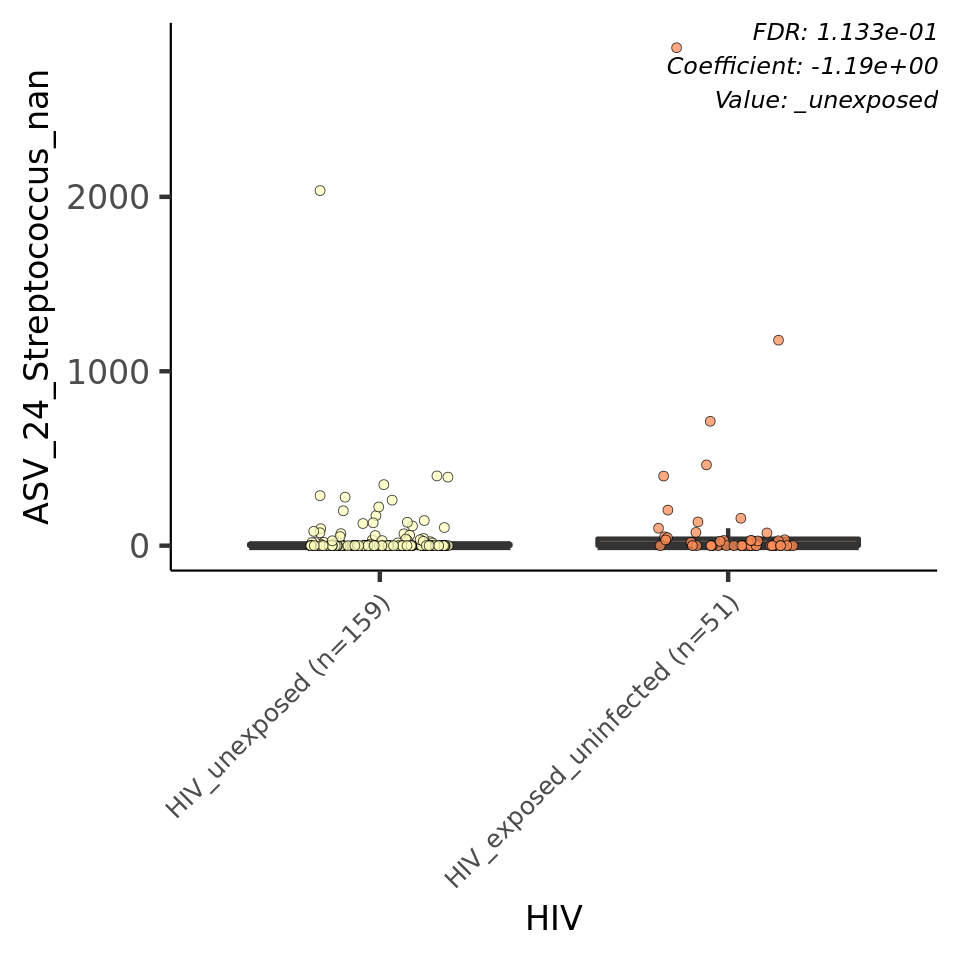 FDR: 1.133e-01
Coefficient: -1.19e+00
Value: _unexposed
ASV_24_Streptococcus_nan
2000
1000
0
HIV_unexposed (n=159)
HIV_exposed_uninfected (n=51)
HIV